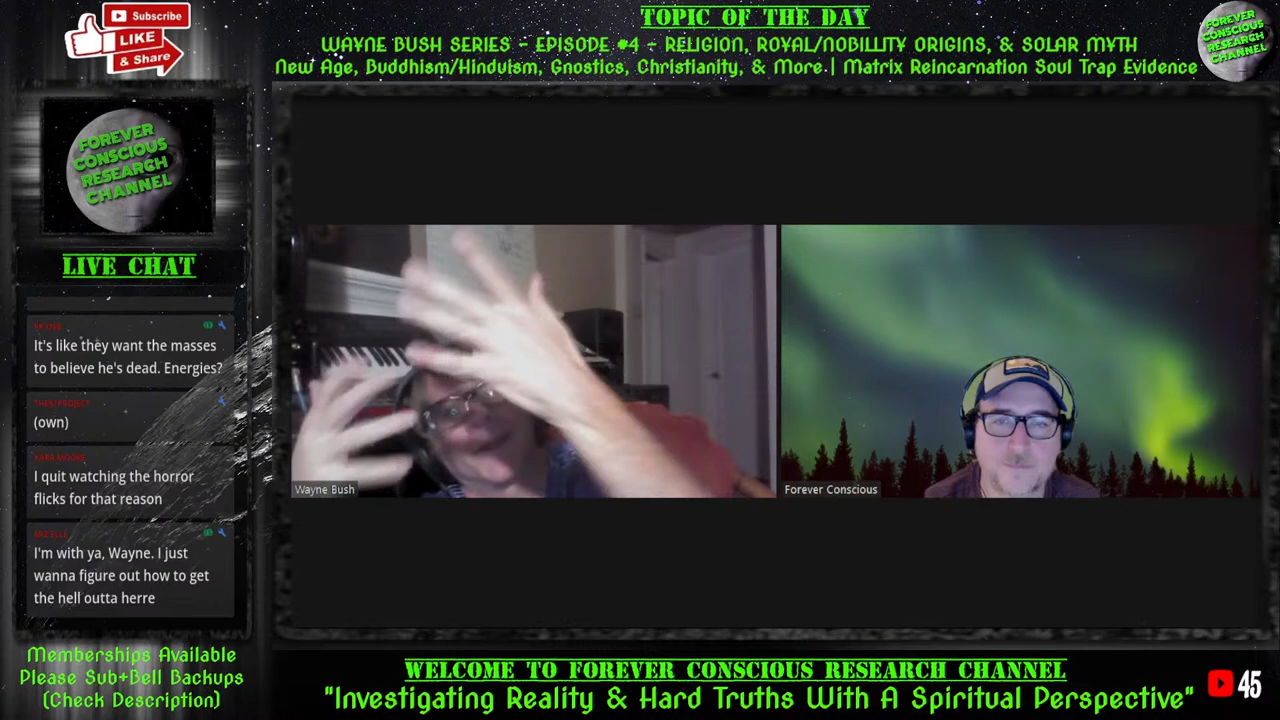 Subscribe
LIKE
& Share
TOPIC OF THE DAY
WAYNE BUSH SERIES - EPISODE #4 - RELIGION, ROYAL/NOBILLITY ORIGINS, & SOLAR MYTH
New Age, Buddhism/Hinduism, Gnostics, Christianity, & More | Matrix Reincarnation Soul Trap Evidence
FOREVER
CONSCIOUS
RESEARCH
CHANNEL
FOREVER
CONSCIOUS
RESEARCH
CHANNEL
LIVE CHAT
It's like they want the masses
to believe he's dead. Energies?
(own)
KARA MOORE
I quit watching the horror
flicks for that reason
MIZ ELLE
I'm with ya, Wayne. I just
wanna figure out how to get
the hell outta herre
Wayne Bush
Forever Conscious
Memberships Available
Please Sub+Bell Backups
(Check Description)
WELCOME TO FOREVER CONSCIOUS RESEARCH CHANNEL
"Investigating Reality & Hard Truths With A Spiritual Perspective"
45